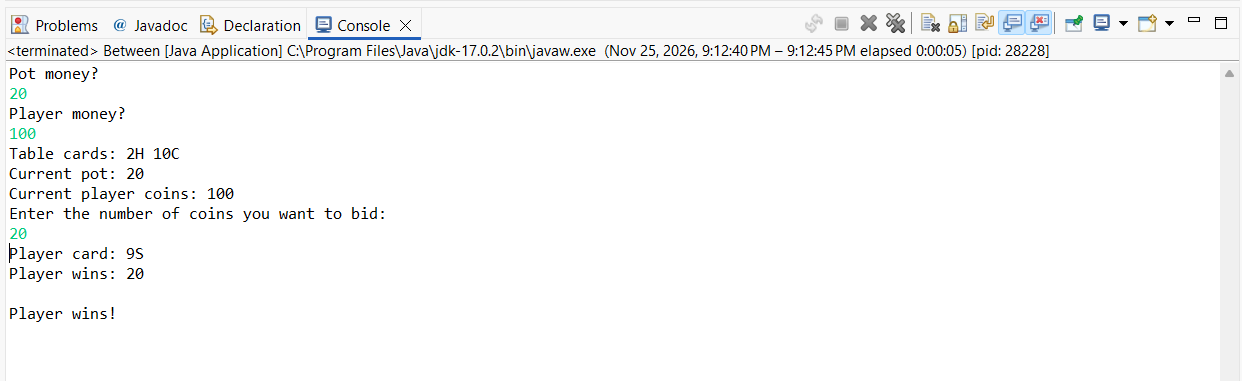 Problems @ Javadoc Declaration Console
<terminated> Between [Java Application] C:\Program Files\Java\jdk-17.0.2\bin\javaw.exe (Nov 25, 2026, 9:12:40 PM – 9:12:45 PM elapsed 0:00:05) [pid: 28228]
Pot money?
20
Player money?
100
Table cards: 2H 10C
Current pot: 20
Current player coins: 100
Enter the number of coins you want to bid:
20
Player card: 9S
Player wins: 20
Player wins!